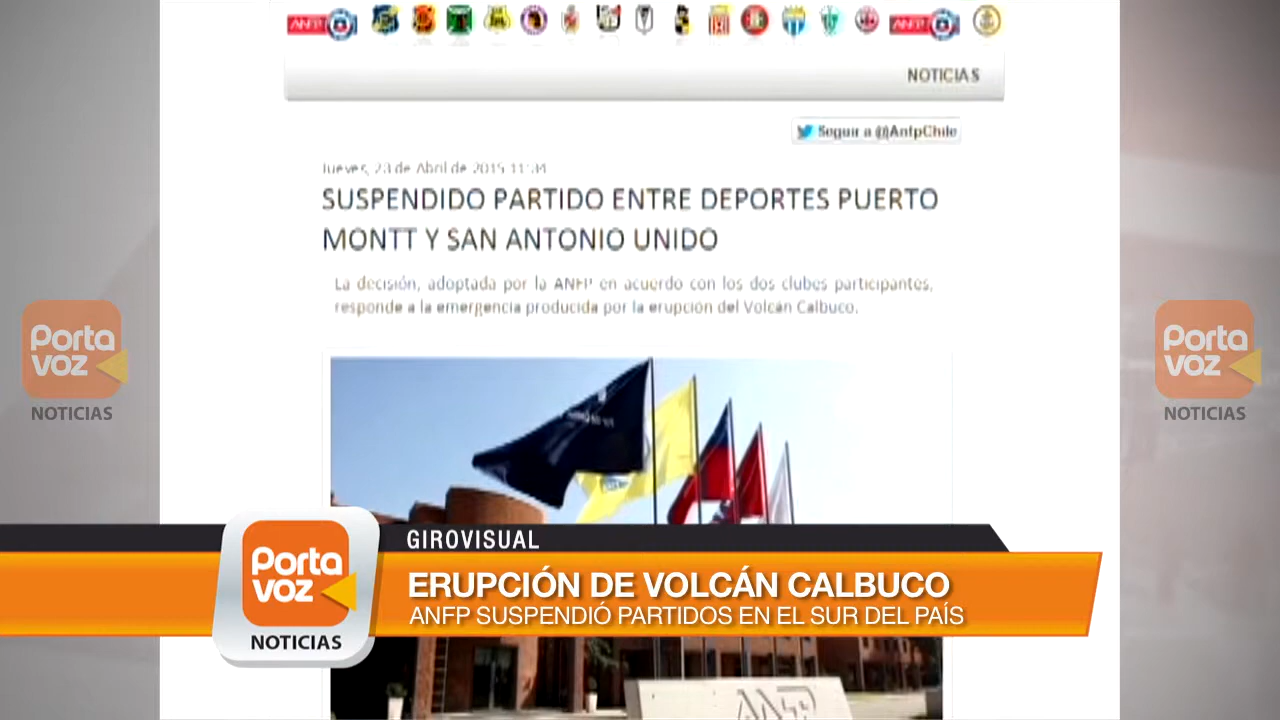 ANFP
ANFP
NOTICIAS
Seguir a @AnfpChile
Jueves, 23 de Abril de 2015 11:34
SUSPENDIDO PARTIDO ENTRE DEPORTES PUERTO
MONTT Y SAN ANTONIO UNIDO
La decisión, adoptada por la ANFP en acuerdo con los dos clubes participantes,
responde a la emergencia producida por la erupción del Volcán Calbuco.
Porta
voz
NOTICIAS
Porta
voz
NOTICIAS
GIROVISUAL
Porta
voz
NOTICIAS
ERUPCIÓN DE VOLCÁN CALBUCO
ANFP SUSPENDIÓ PARTIDOS EN EL SUR DEL PAÍS
ANFP